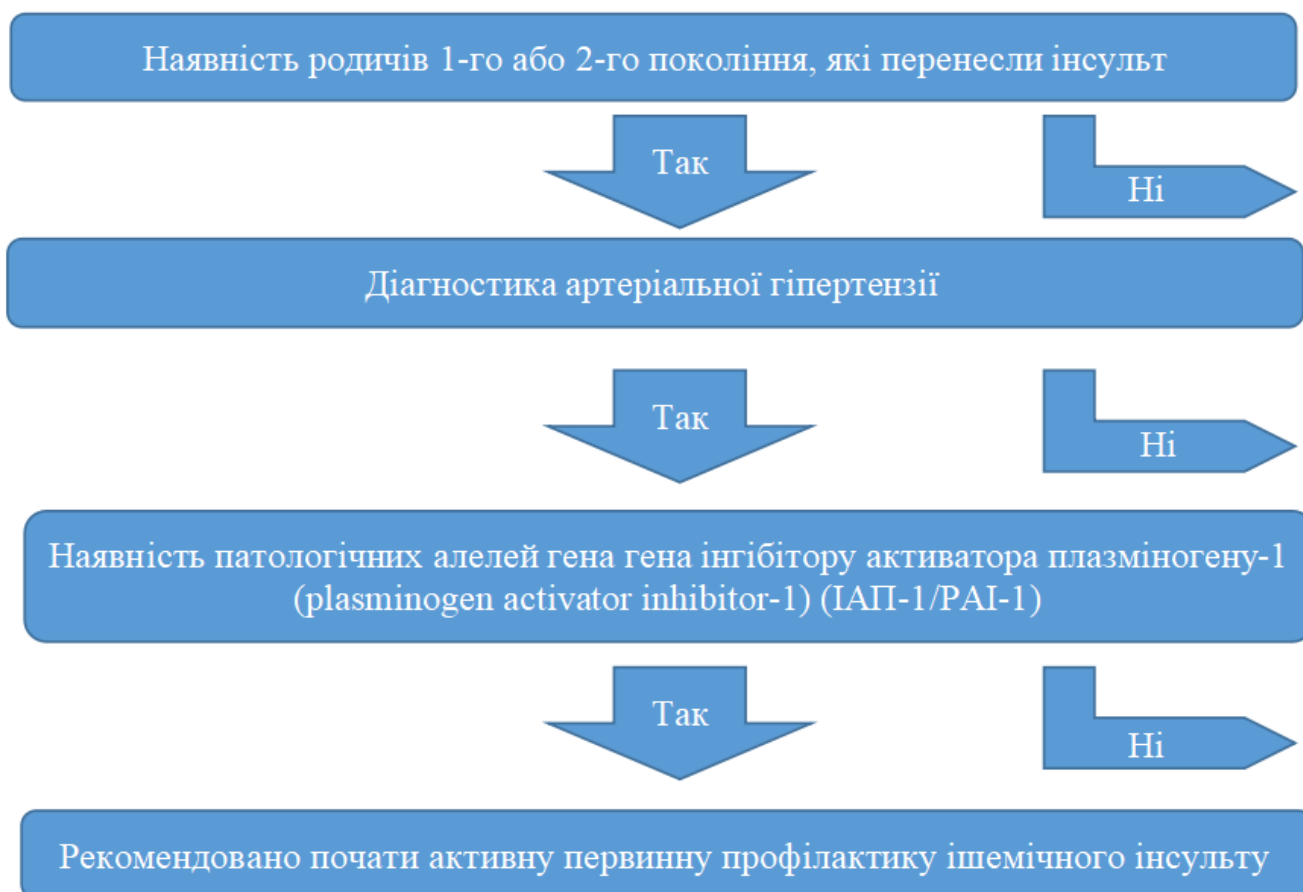 Наявність родичів 1-го або 2-го покоління, які перенесли інсульт
Так
Ні
Діагностика артеріальної гіпертензії
Так
Ні
Наявність патологічних алелей гена гена інгібітору активатора плазміногену-1
(plasminogen activator inhibitor-1) (ІАП-1/PAI-1)
Так
Ні
Рекомендовано почати активну первинну профілактику ішемічного інсульту